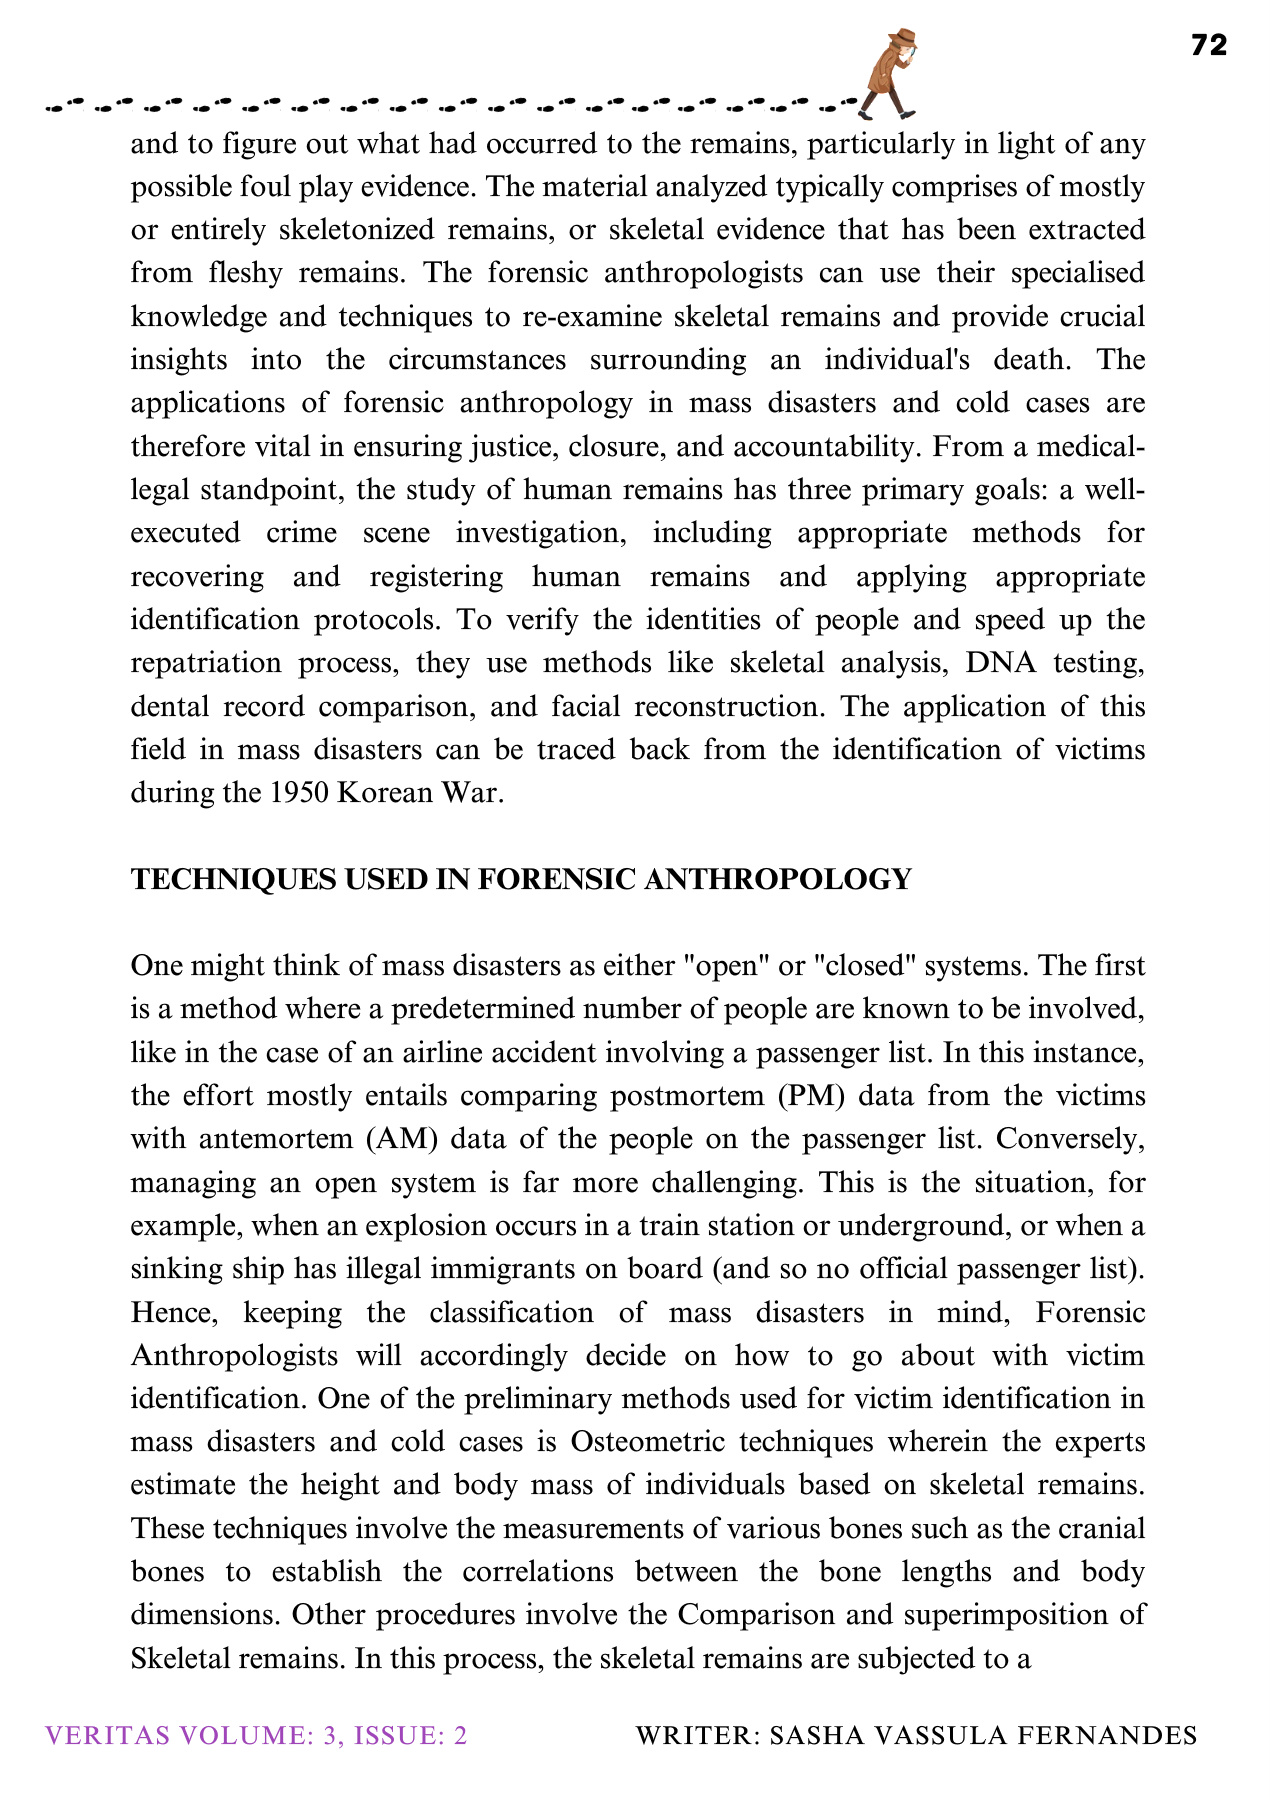 72
and to figure out what had occurred to the remains, particularly in light of any
possible foul play evidence. The material analyzed typically comprises of mostly
or entirely skeletonized remains, or skeletal evidence that has been extracted
from fleshy remains. The forensic anthropologists can use their specialised
knowledge and techniques to re-examine skeletal remains and provide crucial
insights into the circumstances surrounding an individual's death. The
applications of forensic anthropology in mass disasters and cold cases are
therefore vital in ensuring justice, closure, and accountability. From a medical-
legal standpoint, the study of human remains has three primary goals: a well-
executed crime scene investigation, including appropriate methods for
recovering and registering human remains and applying appropriate
identification protocols. To verify the identities of people and speed up the
repatriation process, they use methods like skeletal analysis, DNA testing,
dental record comparison, and facial reconstruction. The application of this
field in mass disasters can be traced back from the identification of victims
during the 1950 Korean War.
TECHNIQUES USED IN FORENSIC ANTHROPOLOGY
One might think of mass disasters as either "open" or "closed" systems. The first
is a method where a predetermined number of people are known to be involved,
like in the case of an airline accident involving a passenger list. In this instance,
the effort mostly entails comparing postmortem (PM) data from the victims
with antemortem (AM) data of the people on the passenger list. Conversely,
managing an open system is far more challenging. This is the situation, for
example, when an explosion occurs in a train station or underground, or when a
sinking ship has illegal immigrants on board (and so no official passenger list).
Hence, keeping the classification of mass disasters in mind, Forensic
Anthropologists will accordingly decide on how to go about with victim
identification. One of the preliminary methods used for victim identification in
mass disasters and cold cases is Osteometric techniques wherein the experts
estimate the height and body mass of individuals based on skeletal remains.
These techniques involve the measurements of various bones such as the cranial
bones to establish the correlations between the bone lengths and body
dimensions. Other procedures involve the Comparison and superimposition of
Skeletal remains. In this process, the skeletal remains are subjected to a
VERITAS VOLUME: 3, ISSUE: 2
WRITER: SASHA VASSULA FERNANDES